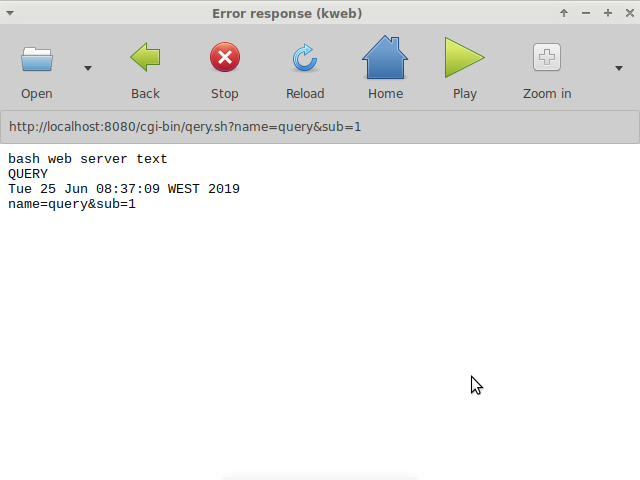 Error response (kweb)
Open
Back
Stop
Reload
Home
Play
Zoom in
http://localhost:8080/cgi-bin/qery.sh?name=query&sub=1
bash web server text
QUERY
Tue 25 Jun 08:37:09 WEST 2019
name=query&sub=1